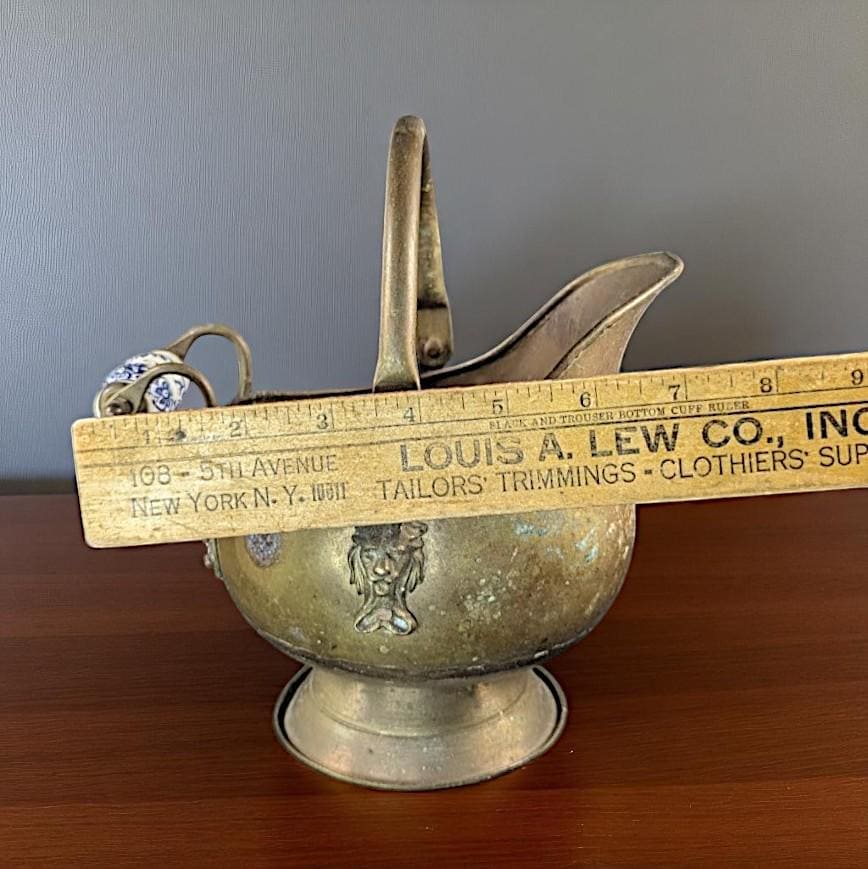 1 2 3 4 5 6 7 8 9
BLACK AND TROUSER BOTTOM CUFF RULER
108 - 5TH AVENUE LOUIS A. LEW CO., INC
NEW YORK N. Y. 10011 TAILORS' TRIMMINGS - CLOTHIERS' SUP